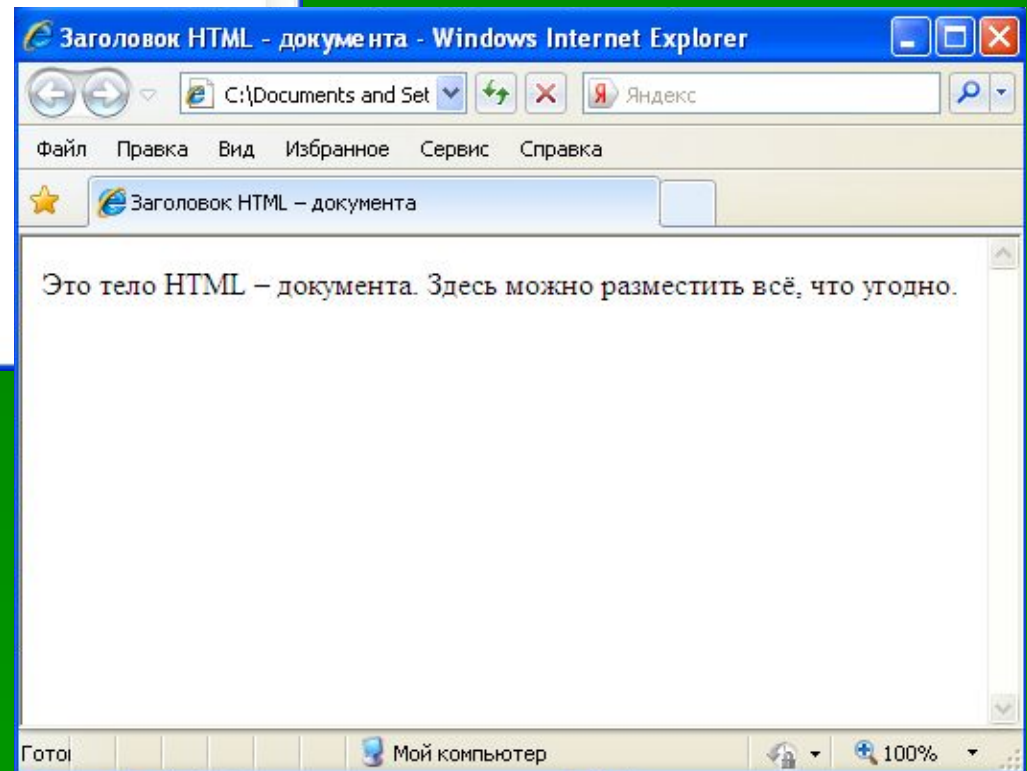 Заголовок HTML - документа - Windows Internet Explorer
C:\Documents and Set
Яндекс
Файл Правка Вид Избранное Сервис Справка
Заголовок HTML – документа
Это тело HTML – документа. Здесь можно разместить всё, что угодно.
Мой компьютер 100%